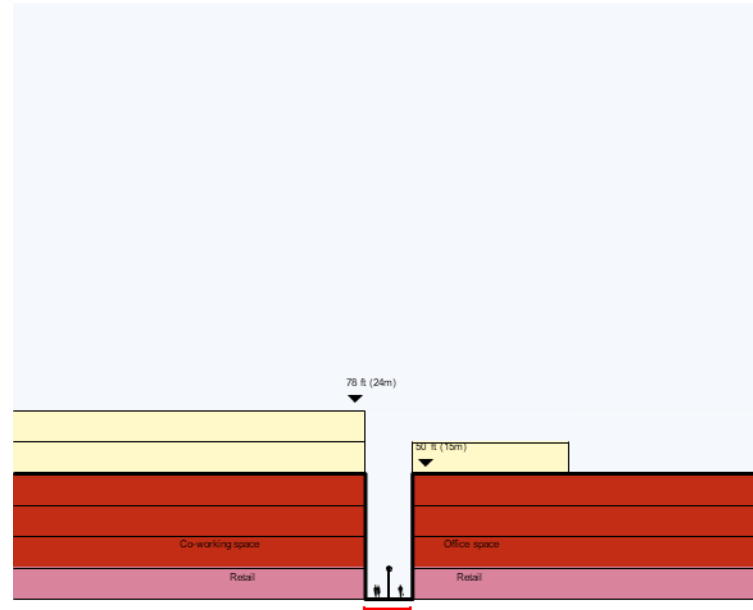 78 ft (24m)
50 ft (15m)
Co-working space
Office space
Retail
Retail